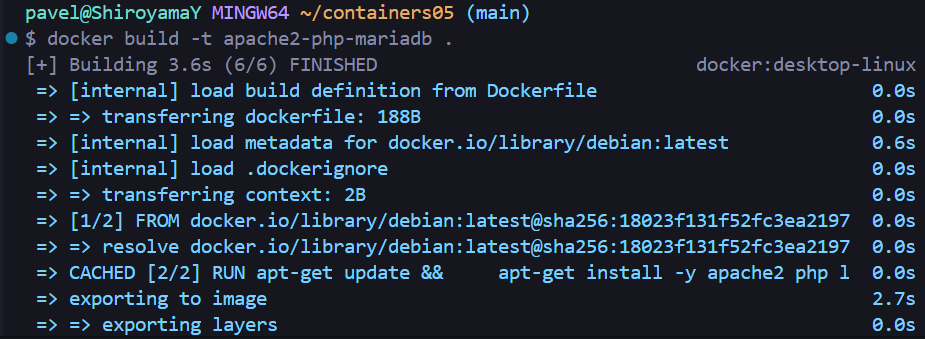 pavel@ShiroyamaY MINGW64 ~/containers05 (main)
$ docker build -t apache2-php-mariadb .
[+] Building 3.6s (6/6) FINISHED docker:desktop-linux
=> [internal] load build definition from Dockerfile 0.0s
=> => transferring dockerfile: 188B 0.0s
=> [internal] load metadata for docker.io/library/debian:latest 0.6s
=> [internal] load .dockerignore 0.0s
=> => transferring context: 2B 0.0s
=> [1/2] FROM docker.io/library/debian:latest@sha256:18023f131f52fc3ea2197 0.0s
=> => resolve docker.io/library/debian:latest@sha256:18023f131f52fc3ea2197 0.0s
=> CACHED [2/2] RUN apt-get update &&     apt-get install -y apache2 php l 0.0s
=> exporting to image 2.7s
=> => exporting layers 0.0s